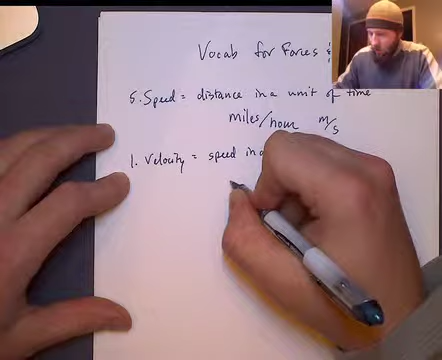 Vocab for Forces &
5. Speed = distance in a unit of time
miles/hour m/s
1. Velocity = speed in a